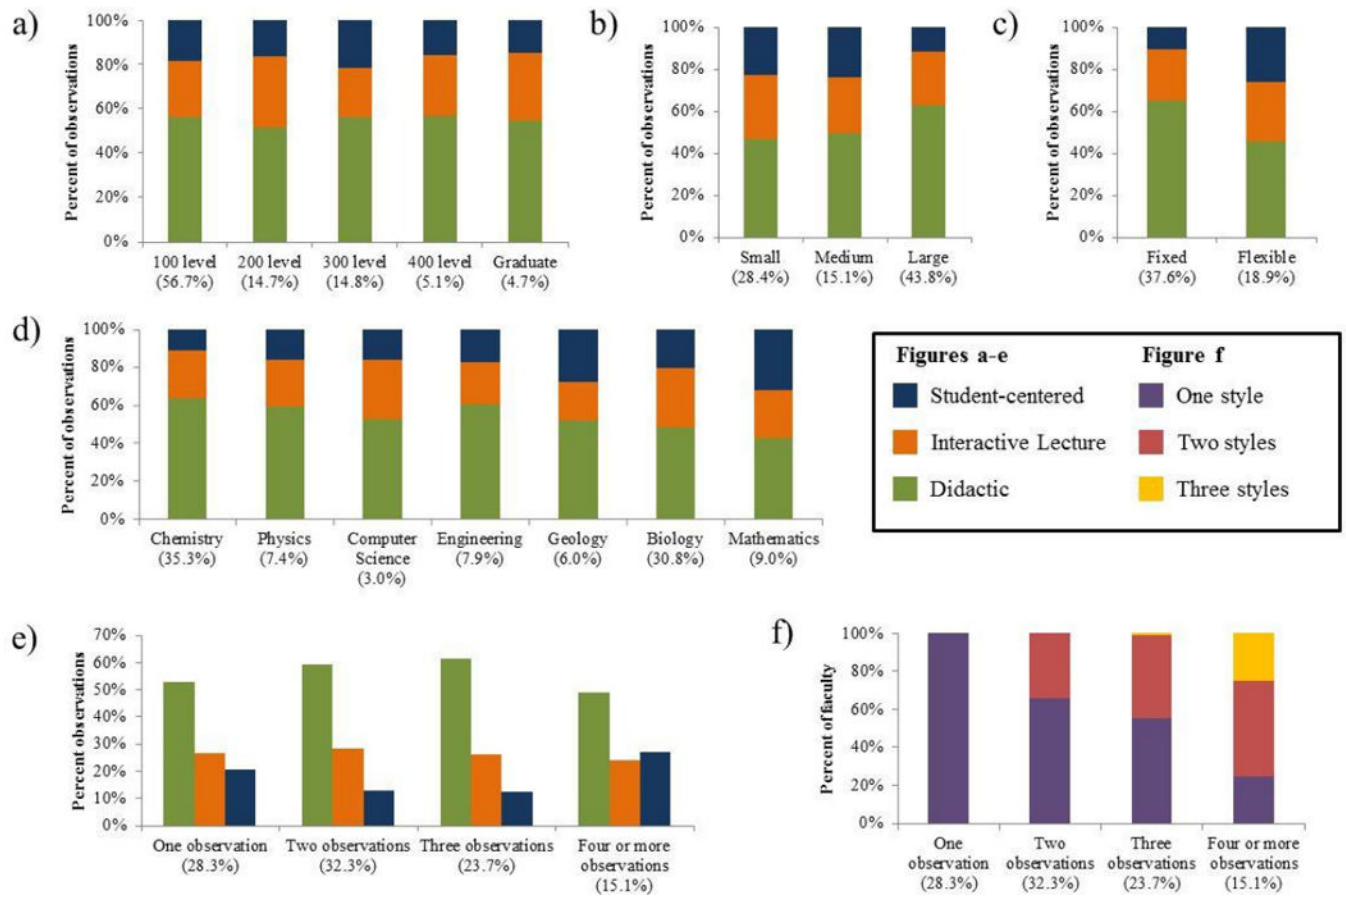 a)
Percent of observations
100%
80%
60%
40%
20%
0%
100 level 200 level 300 level 400 level Graduate
(56.7%) (14.7%) (14.8%) (5.1%) (4.7%)
b)
Percent of observations
100%
80%
60%
40%
20%
0%
Small Medium Large
(28.4%) (15.1%) (43.8%)
c)
Percent of observations
100%
80%
60%
40%
20%
0%
Fixed Flexible
(37.6%) (18.9%)
d)
Percent of observations
100%
80%
60%
40%
20%
0%
Chemistry Physics Computer Engineering Geology Biology Mathematics
(35.3%) (7.4%) Science (7.9%) (6.0%) (30.8%) (9.0%)
(3.0%)
Figures a-e Figure f
Student-centered One style
Interactive Lecture Two styles
Didactic Three styles
e)
Percent observations
70%
60%
50%
40%
30%
20%
10%
0%
One observation Two observations Three observations Four or more
(28.3%) (32.3%) (23.7%) observations
(15.1%)
f)
Percent of faculty
100%
80%
60%
40%
20%
0%
One Two Three Four or more
observation observations observations observations
(28.3%) (32.3%) (23.7%) (15.1%)